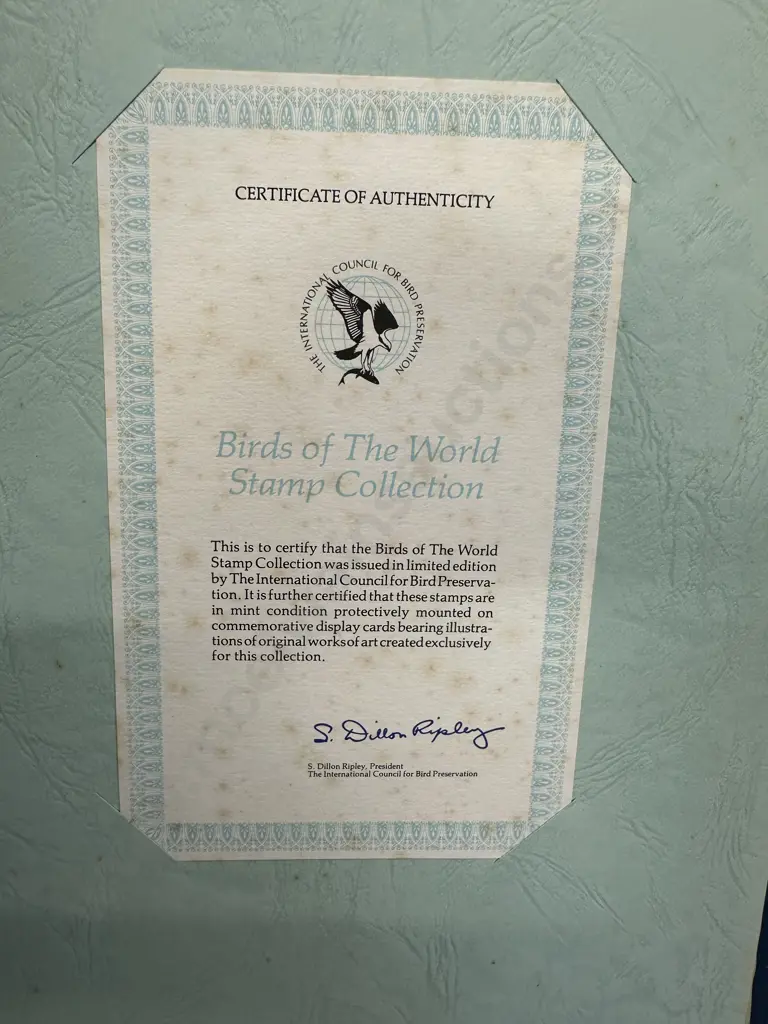 CERTIFICATE OF AUTHENTICITY
THE INTERNATIONAL COUNCIL FOR BIRD PRESERVATION
Birds of The World
Stamp Collection
This is to certify that the Birds of The World
Stamp Collection was issued in limited edition
by The International Council for Bird Preserva-
tion. It is further certified that these stamps are
in mint condition protectively mounted on
commemorative display cards bearing illustra-
tions of original works of art created exclusively
for this collection.
S. Dillon Ripley
S. Dillon Ripley, President
The International Council for Bird Preservation